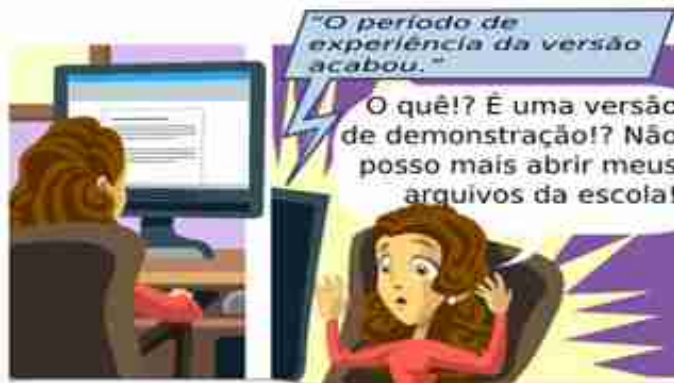 "O período de
experiência da versão
acabou."
O quê!? É uma versão
de demonstração!? Não
posso mais abrir meus
arquivos da escola!